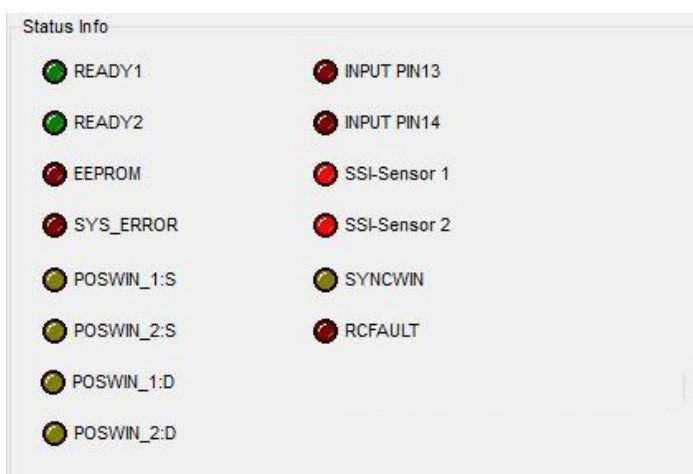 Status Info
READY1
READY2
EEPROM
SYS_ERROR
POSWIN_1:S
POSWIN_2:S
POSWIN_1:D
POSWIN_2:D
INPUT PIN13
INPUT PIN14
SSI-Sensor 1
SSI-Sensor 2
SYNCWIN
RCFAULT